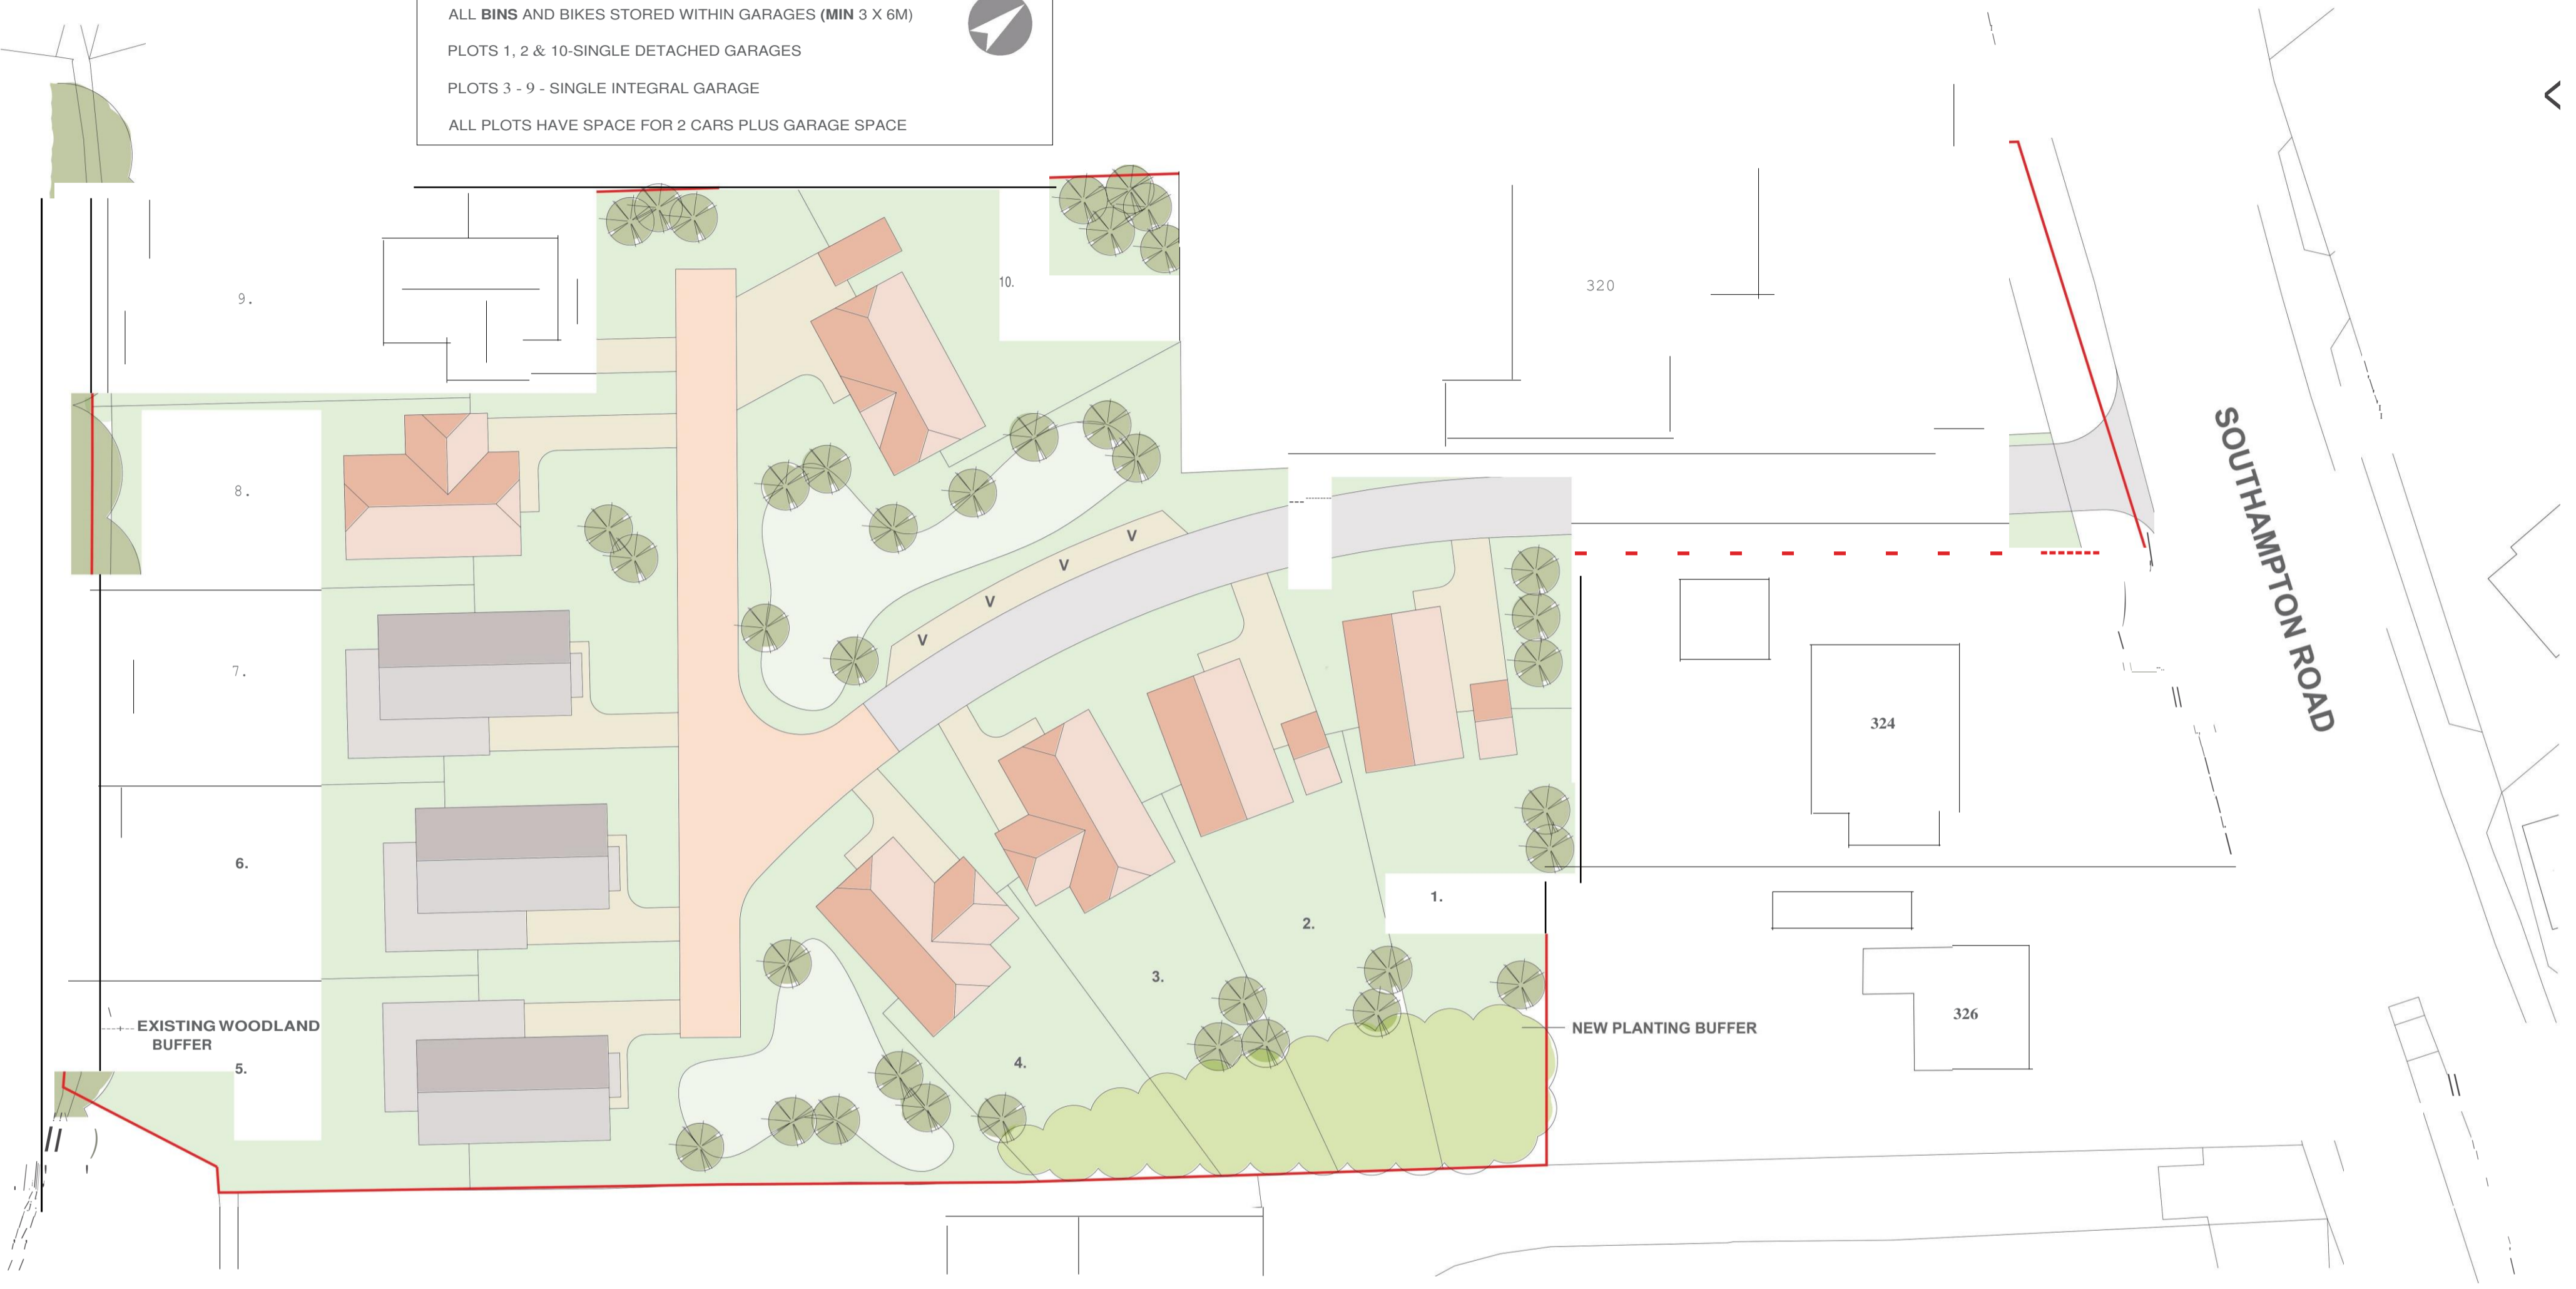 ALL BINS AND BIKES STORED WITHIN GARAGES (MIN 3 X 6M)
PLOTS 1, 2 & 10-SINGLE DETACHED GARAGES
PLOTS 3 - 9 - SINGLE INTEGRAL GARAGE
ALL PLOTS HAVE SPACE FOR 2 CARS PLUS GARAGE SPACE
10.
320
9.
8.
SOUTHAMPTON ROAD
V
V
V
V
7.
324
6.
1.
2.
3.
326
EXISTING WOODLAND
BUFFER
NEW PLANTING BUFFER
5.
4.